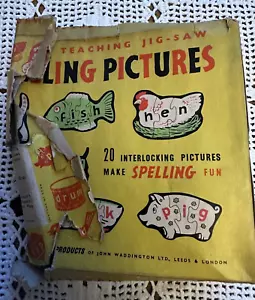 TEACHING JIG-SAW
LING PICTURES
fish
hen
20 INTERLOCKING PICTURES
MAKE SPELLING FUN
drum
k
pig
PRODUCTS OF JOHN WADDINGTON LTD., LEEDS & LONDON